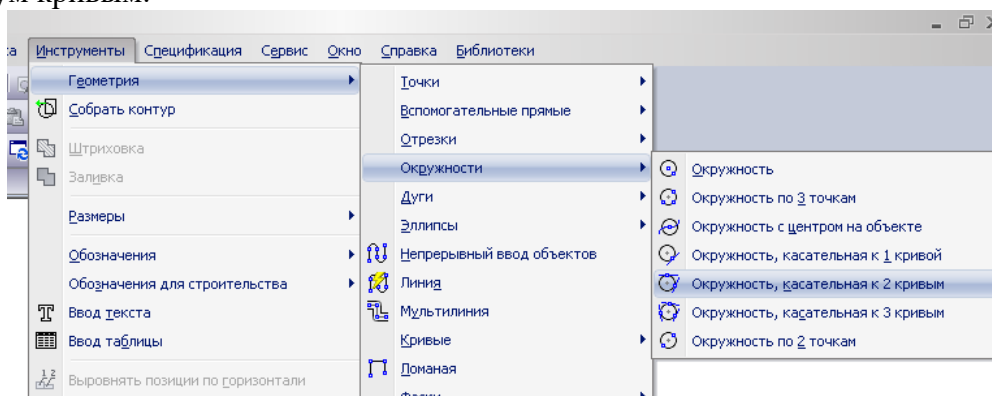 ум кривым.
Инструменты Спецификация Сервис Окно Справка Библиотеки
Геометрия
Собрать контур
Штриховка
Заливка
Размеры
Обозначения
Обозначения для строительства
Ввод текста
Ввод таблицы
Выровнять позиции по горизонтали
Точки
Вспомогательные прямые
Отрезки
Окружности
Дуги
Эллипсы
Непрерывный ввод объектов
Линия
Мультилиния
Кривые
Ломаная
Окружность
Окружность по 3 точкам
Окружность с центром на объекте
Окружность, касательная к 1 кривой
Окружность, касательная к 2 кривым
Окружность, касательная к 3 кривым
Окружность по 2 точкам